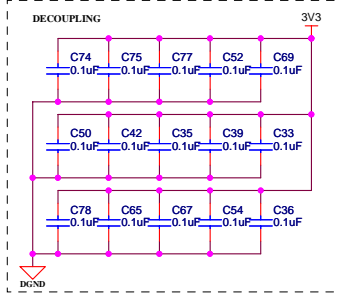 DECOUPLING
3V3
C74 C75 C77 C52 C69
0.1uF 0.1uF 0.1uF 0.1uF 0.1uF
C50 C42 C35 C39 C33
0.1uF 0.1uF 0.1uF 0.1uF 0.1uF
C78 C65 C67 C54 C36
0.1uF 0.1uF 0.1uF 0.1uF 0.1uF
DGND